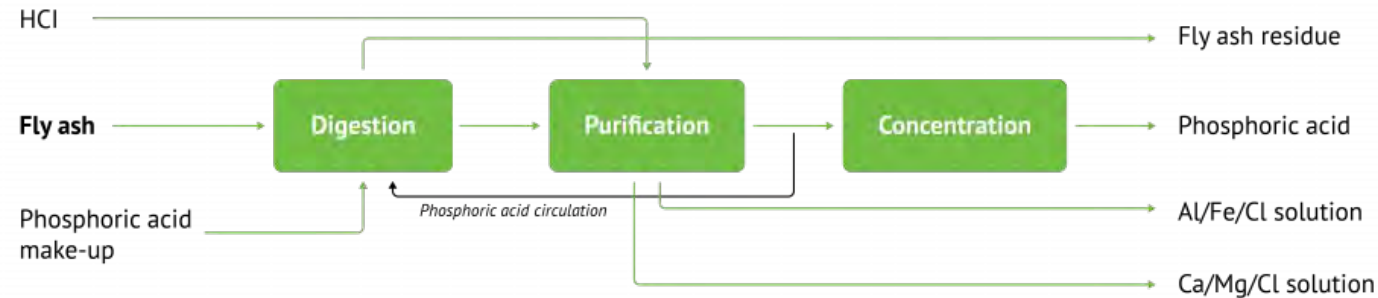 HCl
Fly ash residue
Fly ash
Digestion
Purification
Concentration
Phosphoric acid
Phosphoric acid circulation
Phosphoric acid
make-up
Al/Fe/Cl solution
Ca/Mg/Cl solution